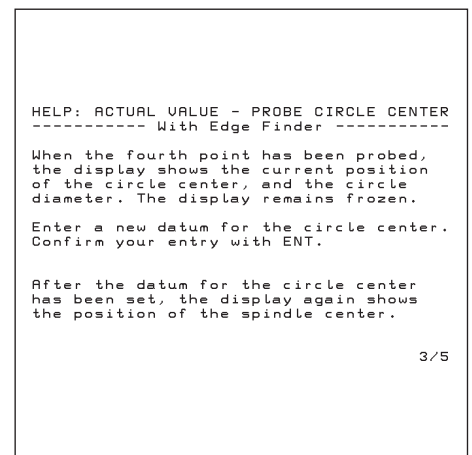 HELP: ACTUAL VALUE - PROBE CIRCLE CENTER
----------- With Edge Finder -----------
When the fourth point has been probed,
the display shows the current position
of the circle center, and the circle
diameter. The display remains frozen.
Enter a new datum for the circle center.
Confirm your entry with ENT.
After the datum for the circle center
has been set, the display again shows
the position of the spindle center.
3/5